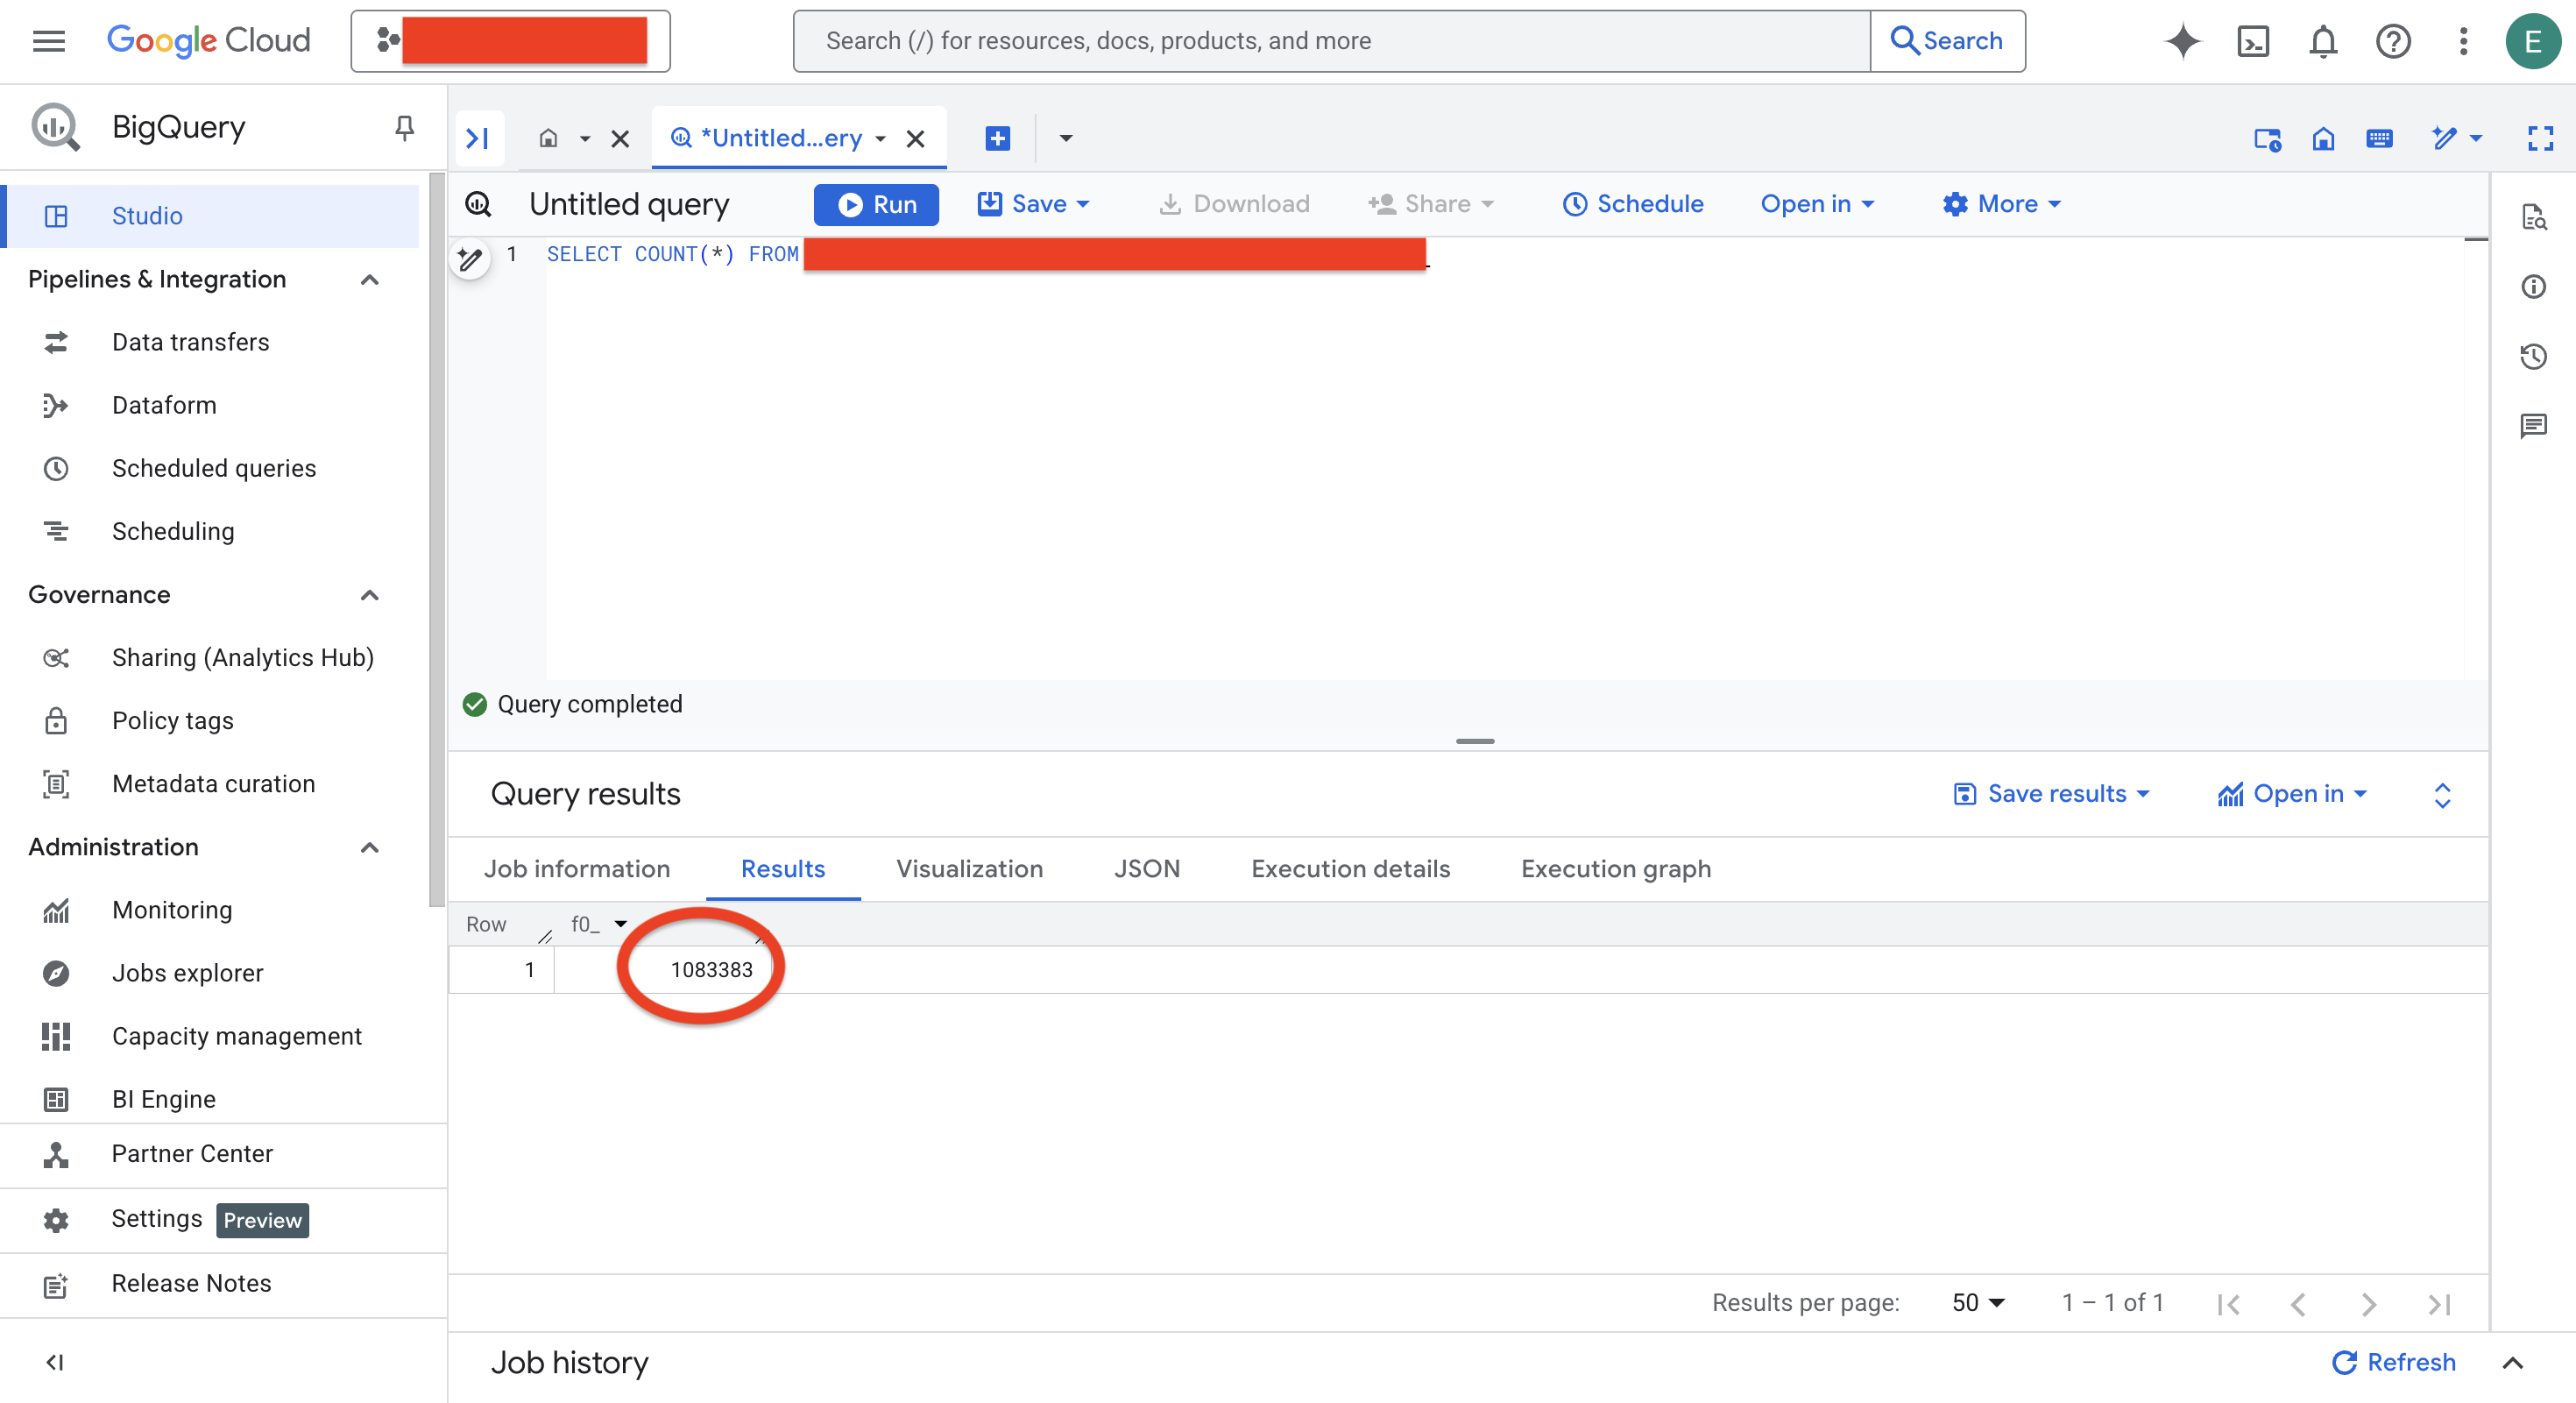 Google Cloud
Search (/) for resources, docs, products, and more
Search
E
BigQuery
*Untitled...ery
Studio
Untitled query
Run
Save
Download
Share
Schedule
Open in
More
1
SELECT COUNT(*) FROM
Pipelines & Integration
Data transfers
Dataform
Scheduled queries
Scheduling
Governance
Sharing (Analytics Hub)
Policy tags
Metadata curation
Administration
Monitoring
Jobs explorer
Capacity management
BI Engine
Partner Center
Settings Preview
Release Notes
Query completed
Query results
Save results
Open in
Job information
Results
Visualization
JSON
Execution details
Execution graph
Row
f0_
1
1083383
Results per page:
50
1 – 1 of 1
Job history
Refresh